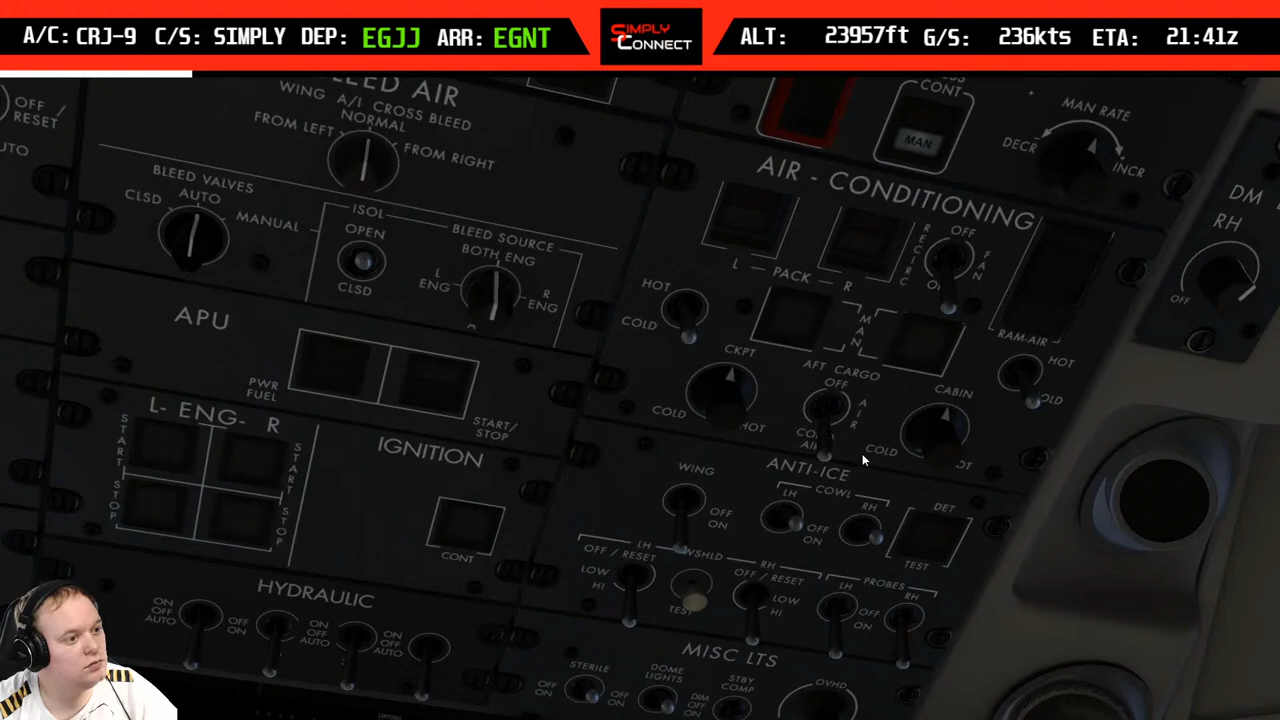 A/C: CRJ-9 C/S: SIMPLY DEP: EGJJ ARR: EGNT
SIMPLY CONNECT
ALT: 23957ft G/S: 236kts ETA: 21:41z
OFF / RESET
AUTO
BLEED AIR
WING A/I CROSS BLEED
NORMAL
FROM LEFT
FROM RIGHT
BLEED VALVES
CLSD
AUTO
MANUAL
ISOL
OPEN
CLSD
BLEED SOURCE
BOTH ENG
L ENG
R ENG
CONT
MAN
MAN RATE
DECR
INCR
AIR - CONDITIONING
L - PACK - R
RECIRC
OFF
FAN
HOT
COLD
MAN
RAM-AIR
HOT
CKPT
COLD
HOT
AFT CARGO
OFF
AIR
CABIN
COLD
DM
RH
OFF
APU
PWR FUEL
START/ STOP
L- ENG- R
START
STOP
START
STOP
IGNITION
CONT
ANTI-ICE
WING
OFF
ON
COWL
LH
OFF
ON
RH
DET
TEST
LH
WSHLD
RH
OFF / RESET
LOW
HI
TEST
OFF / RESET
LOW
HI
PROBES
LH
OFF
ON
RH
HYDRAULIC
ON
OFF
AUTO
OFF
ON
ON
OFF
AUTO
ON
OFF
AUTO
MISC LTS
STERILE
ON
OFF
DOME LIGHTS
OFF
ON
STBY COMP
DIM
OFF
OVHD